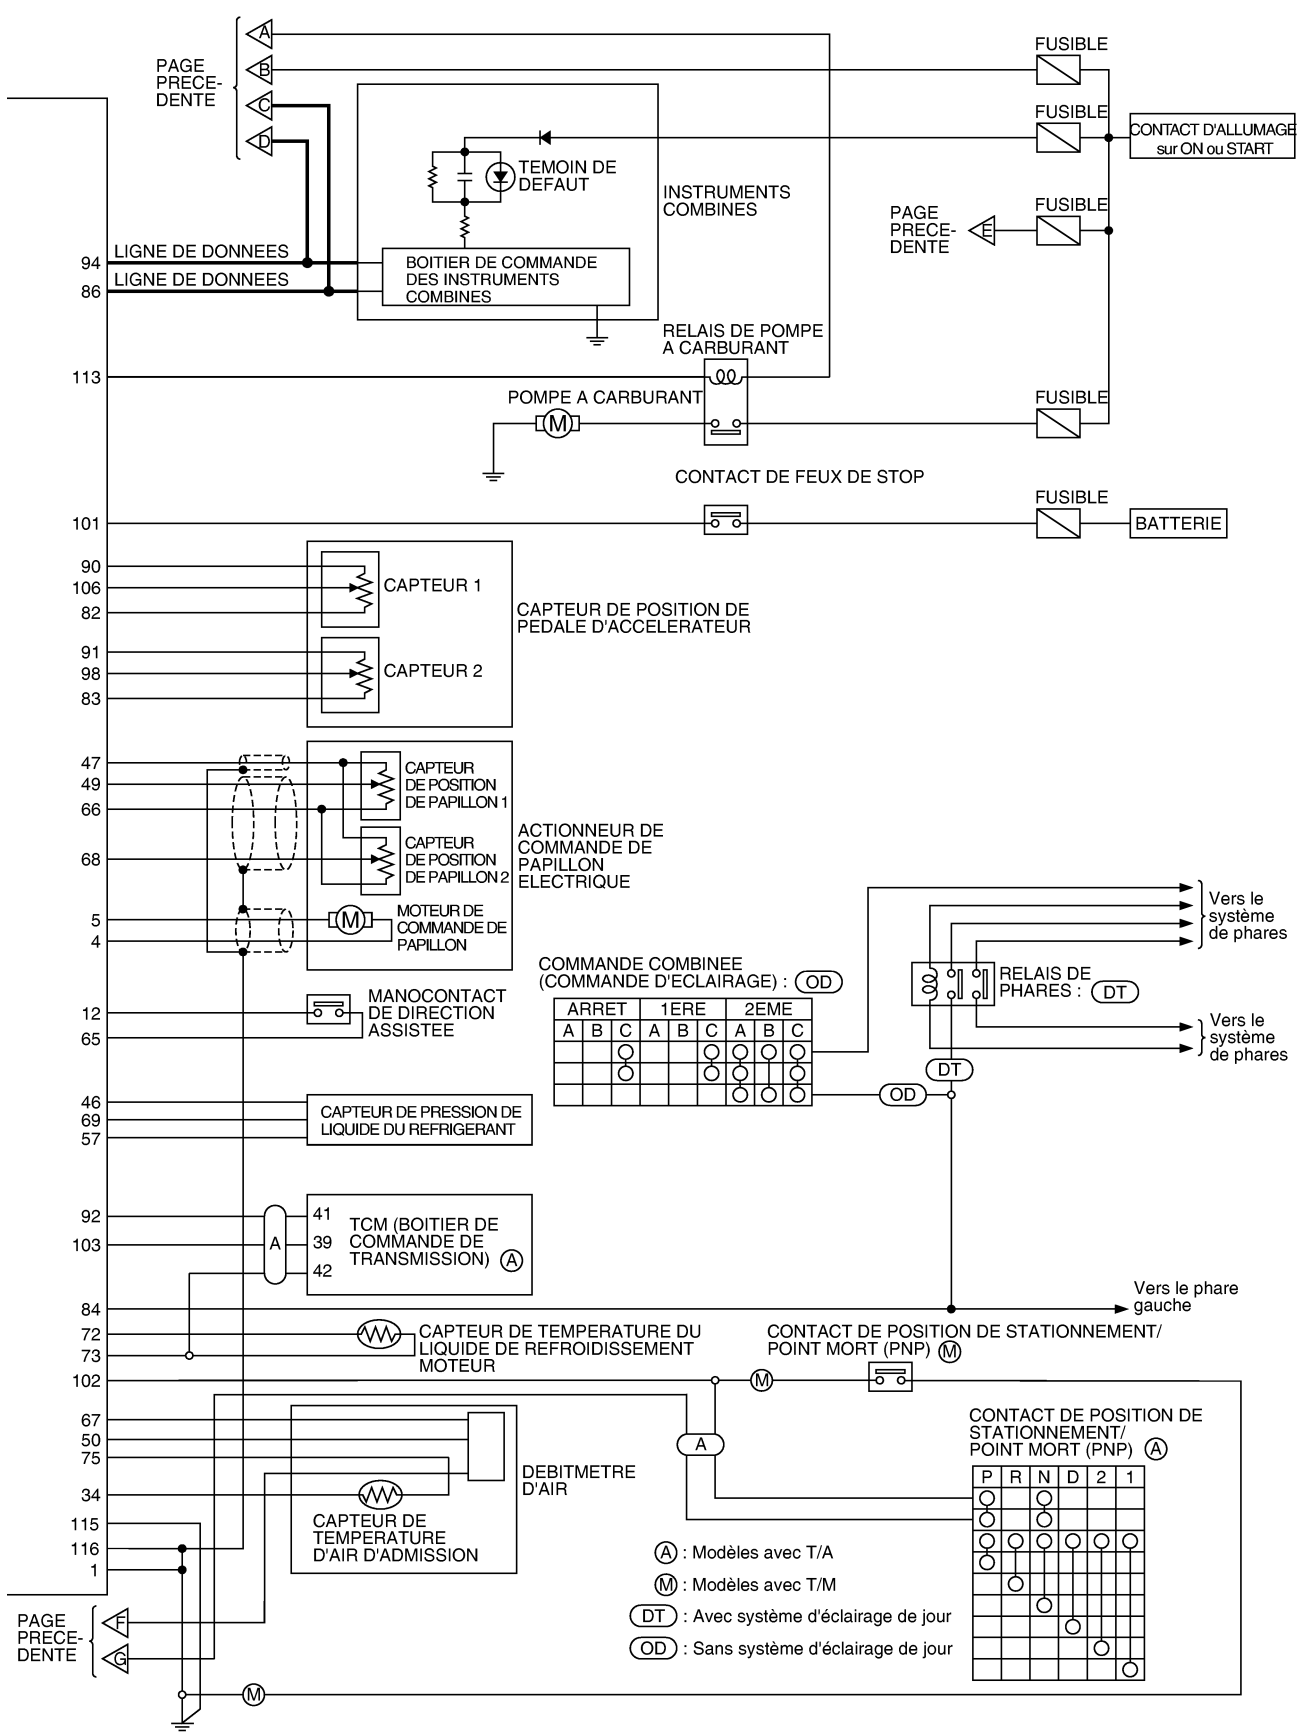 A
B
C
D
PAGE
PRECE-
DENTE
FUSIBLE
FUSIBLE
CONTACT D'ALLUMAGE
sur ON ou START
TEMOIN DE
DEFAUT
INSTRUMENTS
COMBINES
PAGE
PRECE-
DENTE
E
FUSIBLE
94
LIGNE DE DONNEES
86
LIGNE DE DONNEES
BOITIER DE COMMANDE
DES INSTRUMENTS
COMBINES
RELAIS DE POMPE
A CARBURANT
113
POMPE A CARBURANT
M
FUSIBLE
CONTACT DE FEUX DE STOP
101
FUSIBLE
BATTERIE
90
106
82
CAPTEUR 1
91
98
83
CAPTEUR 2
CAPTEUR DE POSITION DE
PEDALE D'ACCELERATEUR
47
49
66
68
5
4
CAPTEUR
DE POSITION
DE PAPILLON 1
CAPTEUR
DE POSITION
DE PAPILLON 2
M
MOTEUR DE
COMMANDE DE
PAPILLON
ACTIONNEUR DE
COMMANDE DE
PAPILLON
ELECTRIQUE
Vers le
système
de phares
RELAIS DE
PHARES : DT
Vers le
système
de phares
COMMANDE COMBINEE
(COMMANDE D'ECLAIRAGE) : OD
ARRET 1ERE 2EME
A B C A B C A B C
DT
OD
12
65
MANOCONTACT
DE DIRECTION
ASSISTEE
46
69
57
CAPTEUR DE PRESSION DE
LIQUIDE DU REFRIGERANT
92
103
A
41
39
42
TCM (BOITIER DE
COMMANDE DE
TRANSMISSION) A
84
Vers le phare
gauche
72
73
CAPTEUR DE TEMPERATURE DU
LIQUIDE DE REFROIDISSEMENT
MOTEUR
CONTACT DE POSITION DE STATIONNEMENT/
POINT MORT (PNP) M
102
M
67
50
75
34
A
DEBITMETRE
D'AIR
CAPTEUR DE
TEMPERATURE
D'AIR D'ADMISSION
CONTACT DE POSITION DE
STATIONNEMENT/
POINT MORT (PNP) A
P R N D 2 1
115
116
1
A : Modèles avec T/A
M : Modèles avec T/M
DT : Avec système d'éclairage de jour
OD : Sans système d'éclairage de jour
PAGE
PRECE-
DENTE
F
G
M